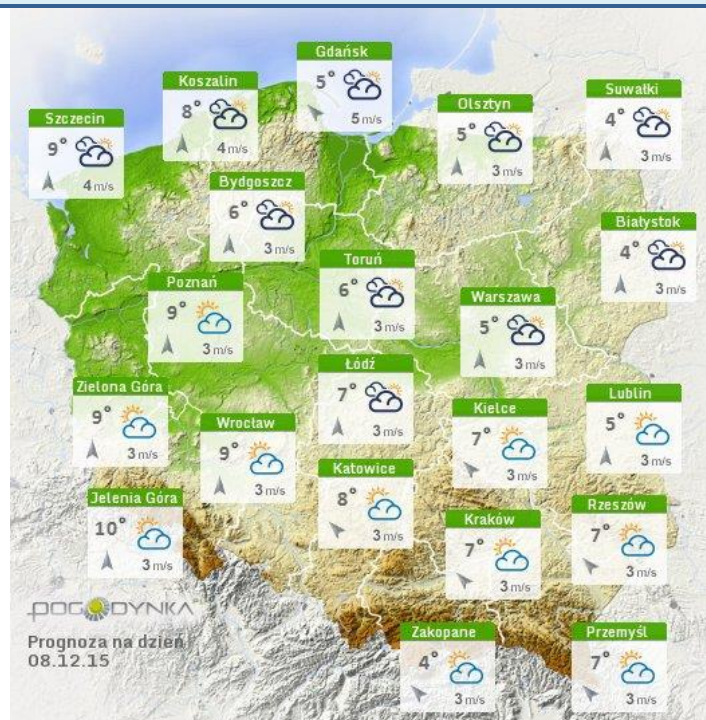 Gdańsk
5°
5 m/s
Koszalin
8°
4 m/s
Suwałki
4°
3 m/s
Olsztyn
5°
3 m/s
Szczecin
9°
4 m/s
Bydgoszcz
6°
3 m/s
Białystok
4°
3 m/s
Toruń
6°
3 m/s
Poznań
9°
3 m/s
Warszawa
5°
3 m/s
Łódź
7°
3 m/s
Zielona Góra
9°
3 m/s
Lublin
5°
3 m/s
Kielce
7°
3 m/s
Wrocław
9°
3 m/s
Katowice
8°
3 m/s
Jelenia Góra
10°
3 m/s
Rzeszów
7°
3 m/s
Kraków
7°
3 m/s
POGODYNKA
Prognoza na dzień
08.12.15
Zakopane
4°
3 m/s
Przemyśl
7°
3 m/s